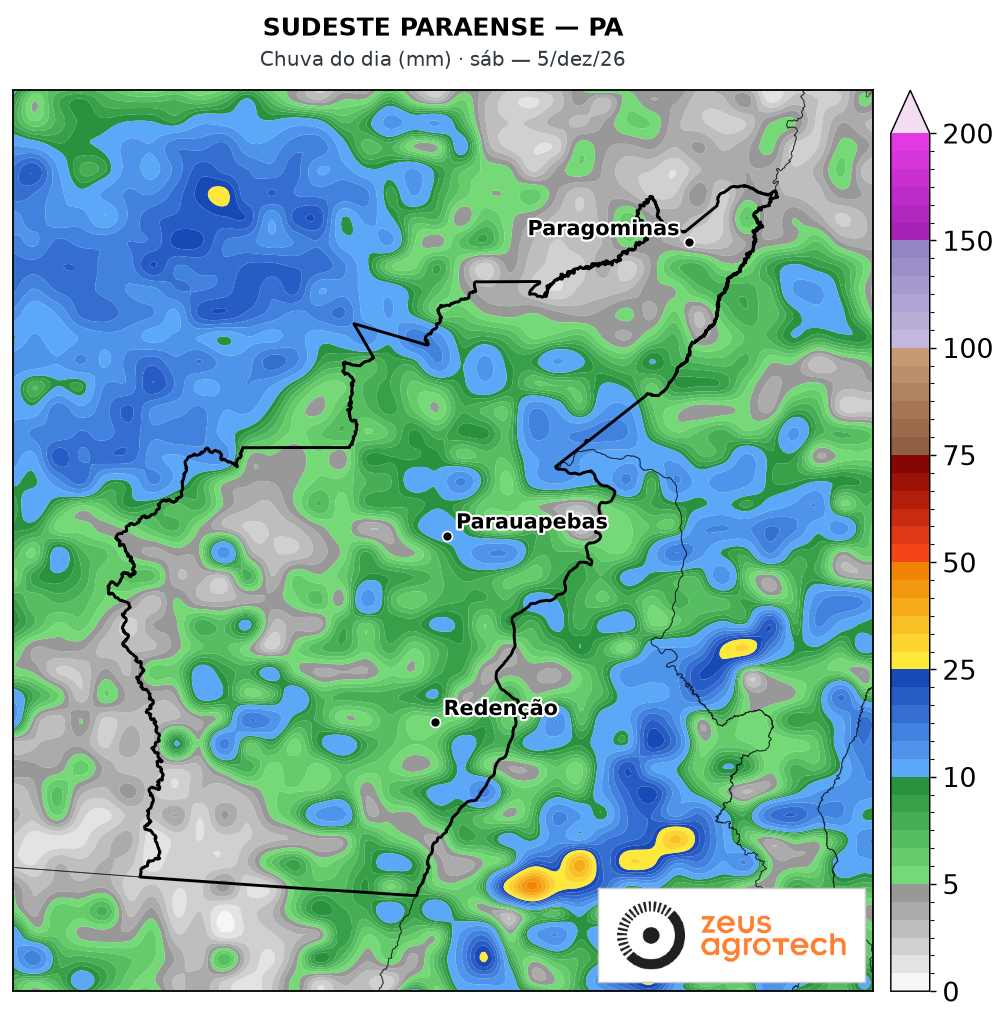 SUDESTE PARAENSE — PA
Chuva do dia (mm) · sáb — 5/dez/26
200
Paragominas
150
100
75
Parauapebas
50
25
Redenção
10
5
zeus
agrotech
0